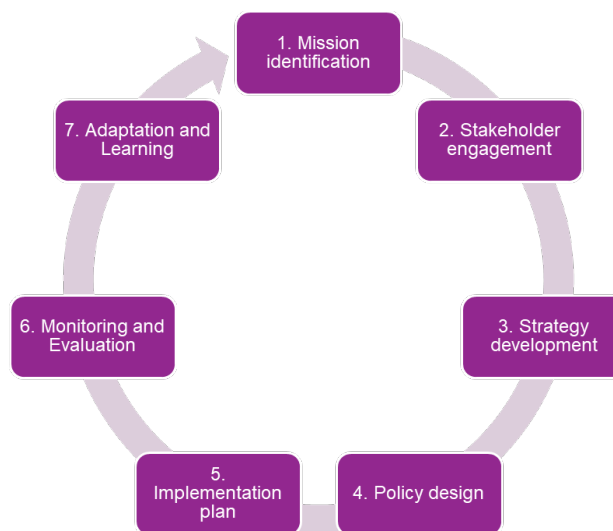 1. Mission
identification
2. Stakeholder
engagement
3. Strategy
development
4. Policy design
5.
Implementation
plan
6. Monitoring and
Evaluation
7. Adaptation and
Learning